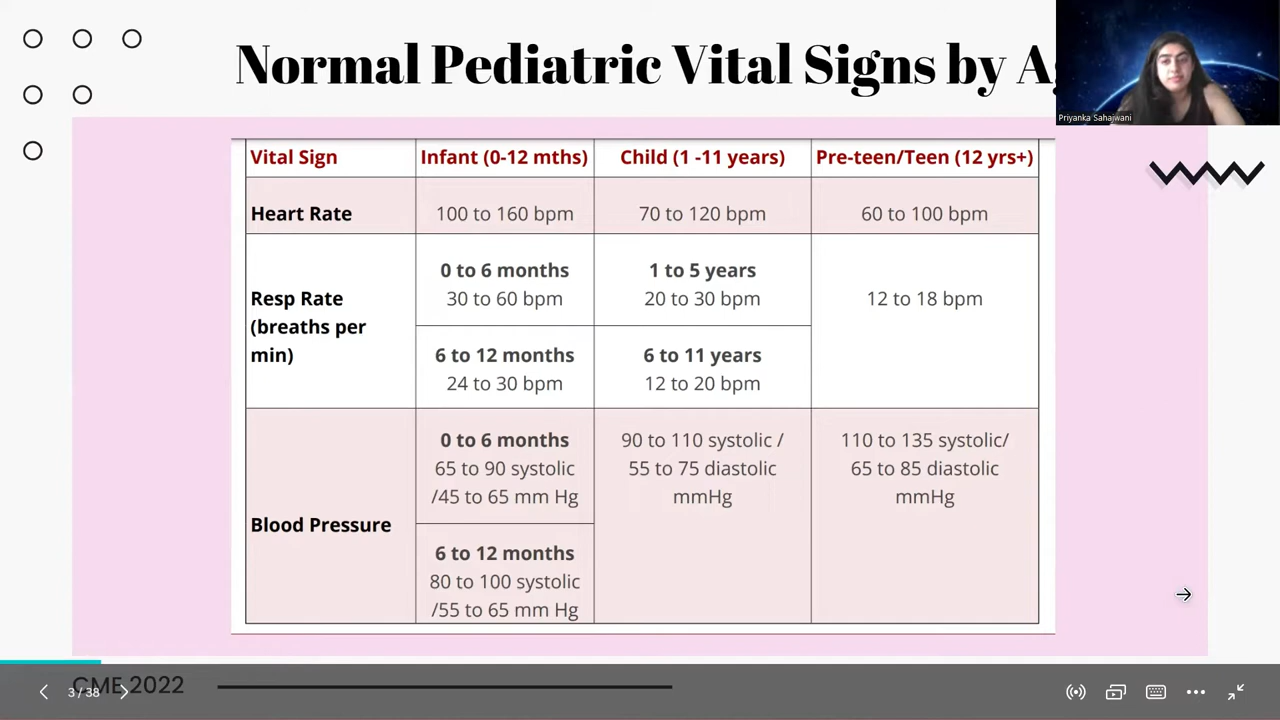 Normal Pediatric Vital Signs by
Priyanka Sahajwani
Vital Sign
Infant (0-12 mths)
Child (1 -11 years)
Pre-teen/Teen (12 yrs+)
Heart Rate
100 to 160 bpm
70 to 120 bpm
60 to 100 bpm
Resp Rate
(breaths per
min)
0 to 6 months
30 to 60 bpm
1 to 5 years
20 to 30 bpm
12 to 18 bpm
6 to 12 months
24 to 30 bpm
6 to 11 years
12 to 20 bpm
Blood Pressure
0 to 6 months
65 to 90 systolic
/45 to 65 mm Hg
90 to 110 systolic /
55 to 75 diastolic
mmHg
110 to 135 systolic/
65 to 85 diastolic
mmHg
6 to 12 months
80 to 100 systolic
/55 to 65 mm Hg
CME 2022
3 / 38